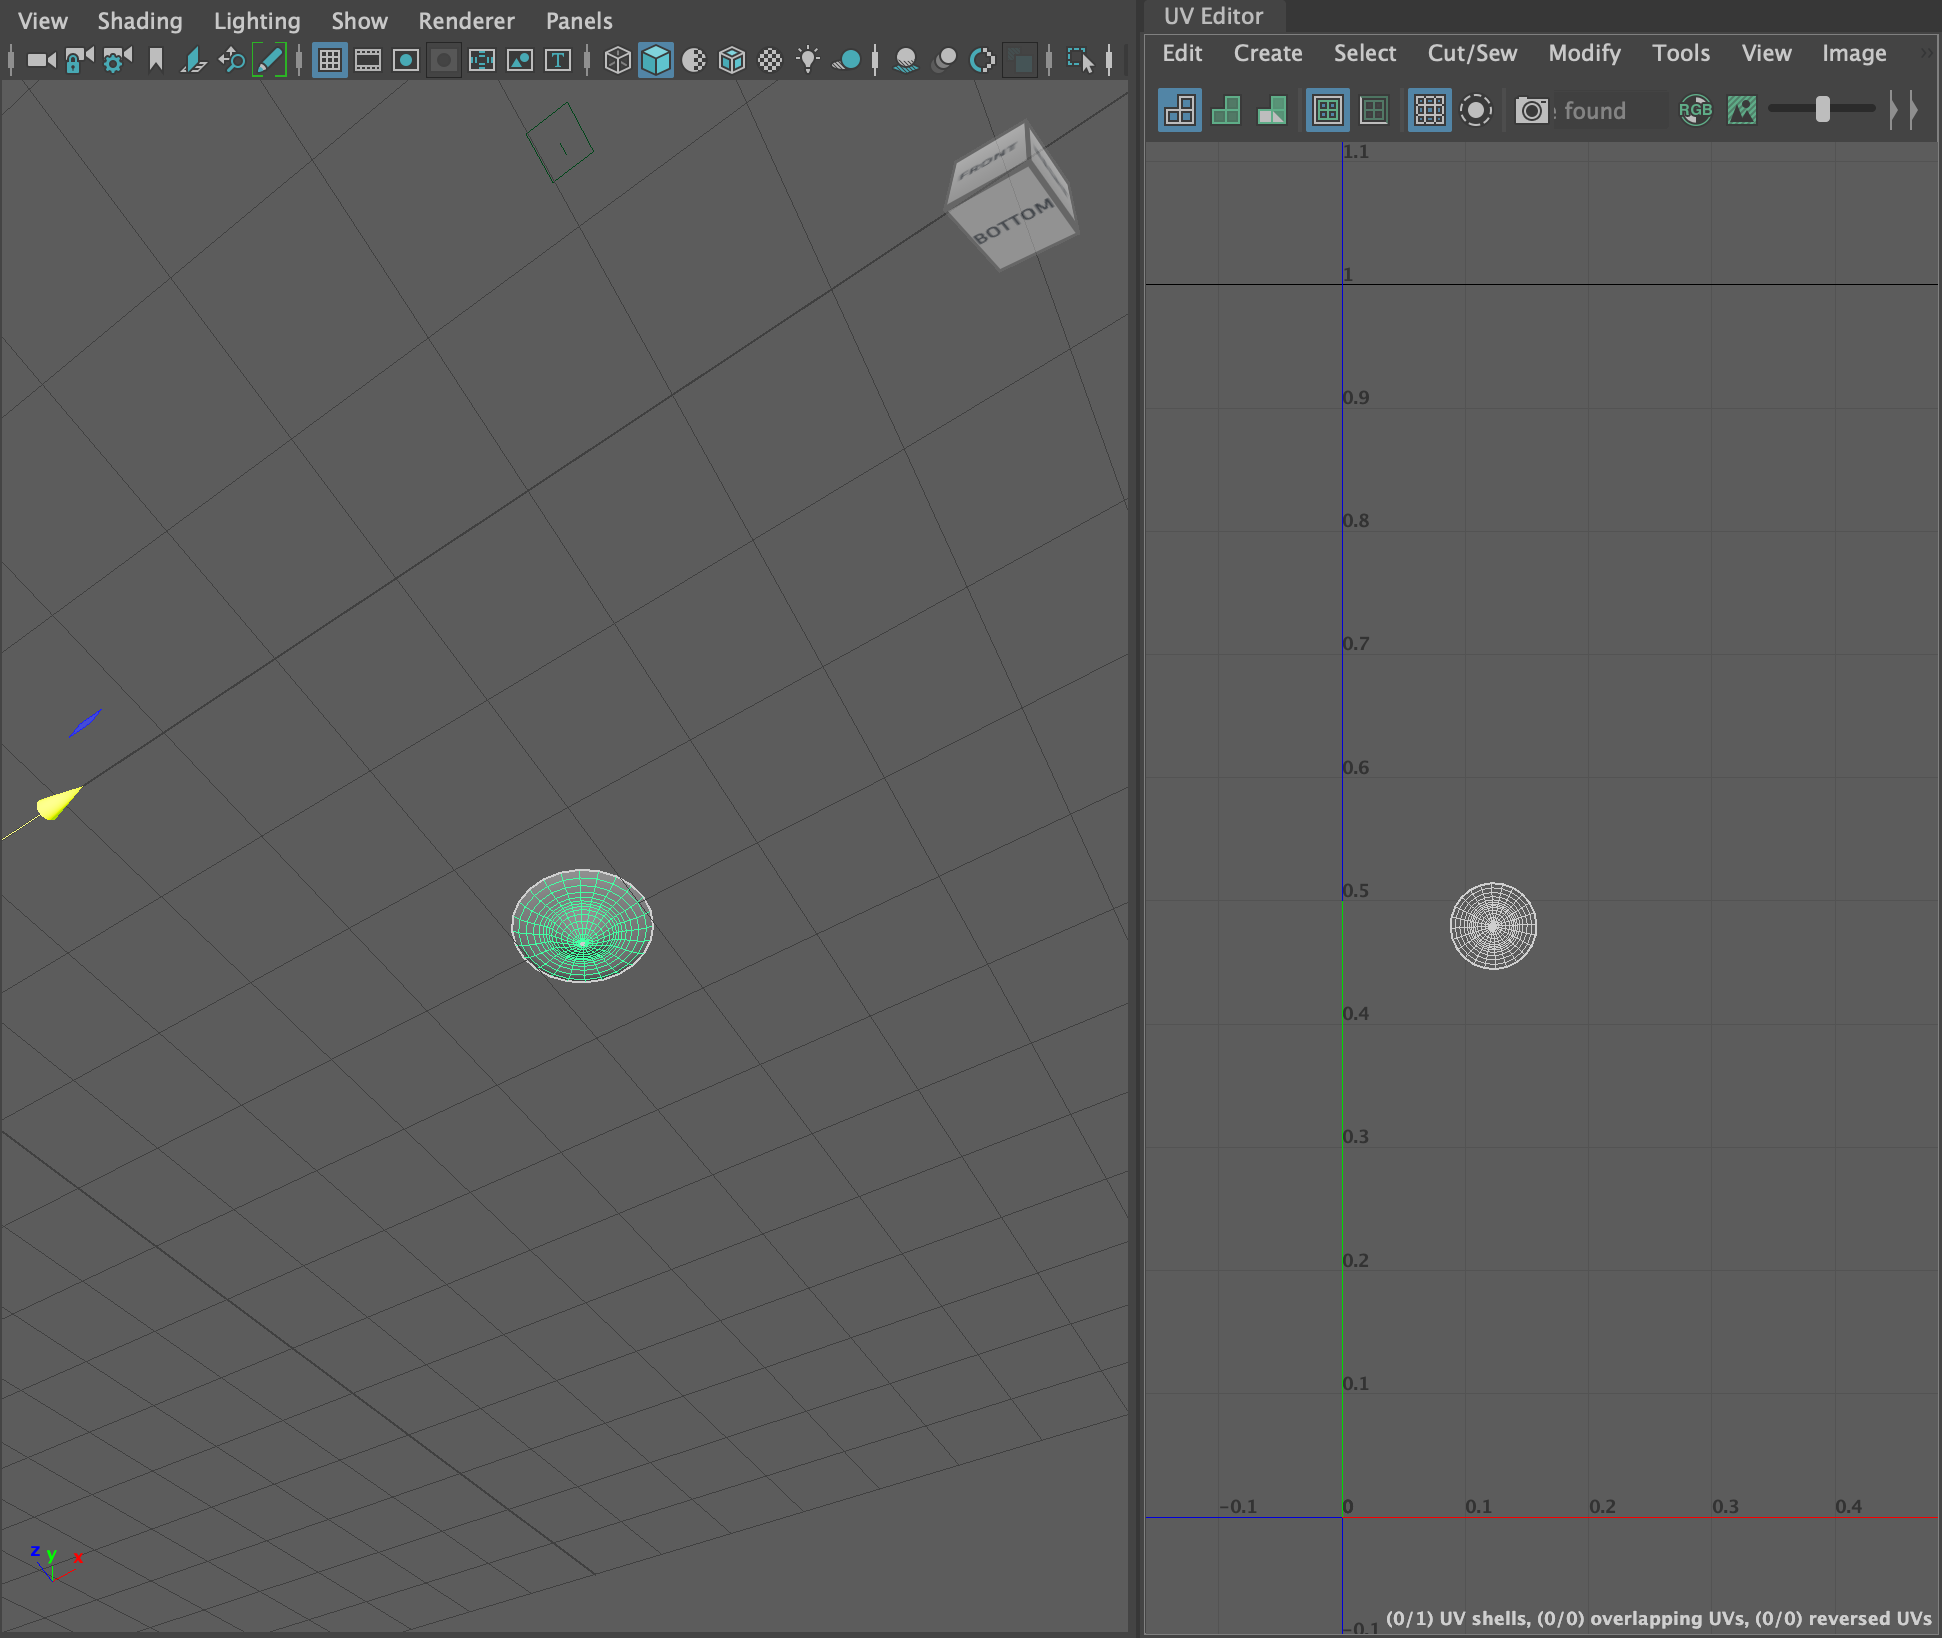 View Shading Lighting Show Renderer Panels
T
FRONT
BOTTOM
z y x
UV Editor
Edit Create Select Cut/Sew Modify Tools View Image
: found
RGB
1.1
1
0.9
0.8
0.7
0.6
0.5
0.4
0.3
0.2
0.1
-0.1 0 0.1 0.2 0.3 0.4
-0.1
(0/1) UV shells, (0/0) overlapping UVs, (0/0) reversed UVs